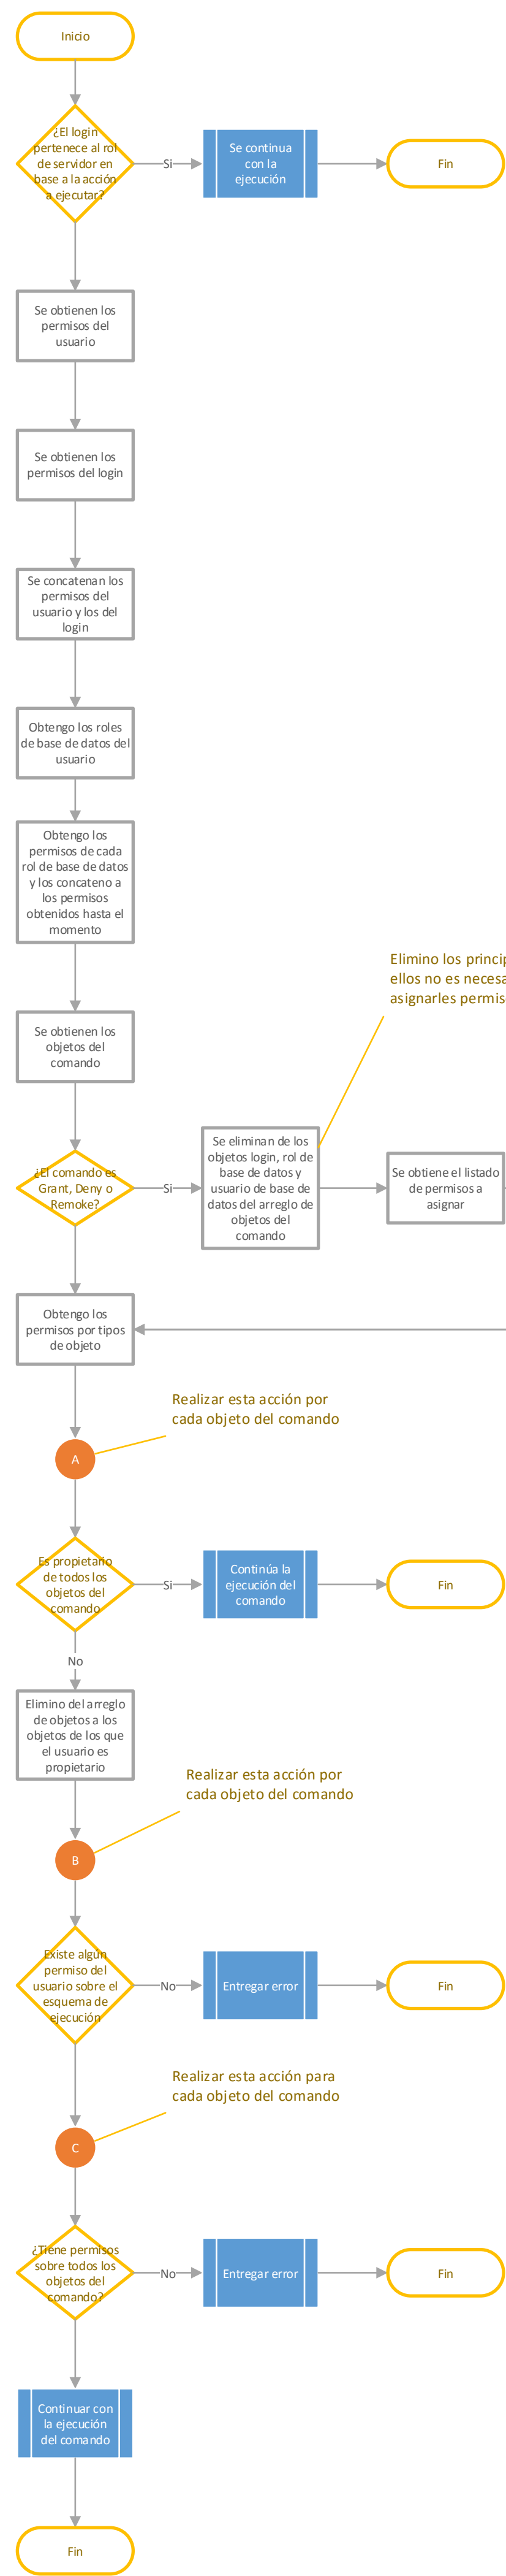 Inicio
¿El login
pertenece al rol
de servidor en
base a la acción
a ejecutar?
Si
Se continua
con la
ejecución
Fin
Se obtienen los
permisos del
usuario
Se obtienen los
permisos del login
Se concatenan los
permisos del
usuario y los del
login
Obtengo los roles
de base de datos del
usuario
Obtengo los
permisos de cada
rol de base de datos
y los concateno a
los permisos
obtenidos hasta el
momento
Elimino los
ellos no es
asignarles
Se obtienen los
objetos del
comando
¿El comando es
Grant, Deny o
Remoke?
Si
Se eliminan de los
objetos login, rol de
base de datos y
usuario de base de
datos del arreglo de
objetos del
comando
Se obtiene el listado
de permisos a
asignar
Obtengo los
permisos por tipos
de objeto
Realizar esta acción por
cada objeto del comando
A
Es propietario
de todos los
objetos del
comando
Si
Continúa la
ejecución del
comando
Fin
No
Elimino del arreglo
de objetos a los
objetos de los que
el usuario es
propietario
Realizar esta acción por
cada objeto del comando
B
Existe algún
permiso del
usuario sobre el
esquema de
ejecución
No
Entregar error
Fin
Realizar esta acción para
cada objeto del comando
C
¿Tiene permisos
sobre todos los
objetos del
comando?
No
Entregar error
Fin
Continuar con
la ejecución
del comando
Fin